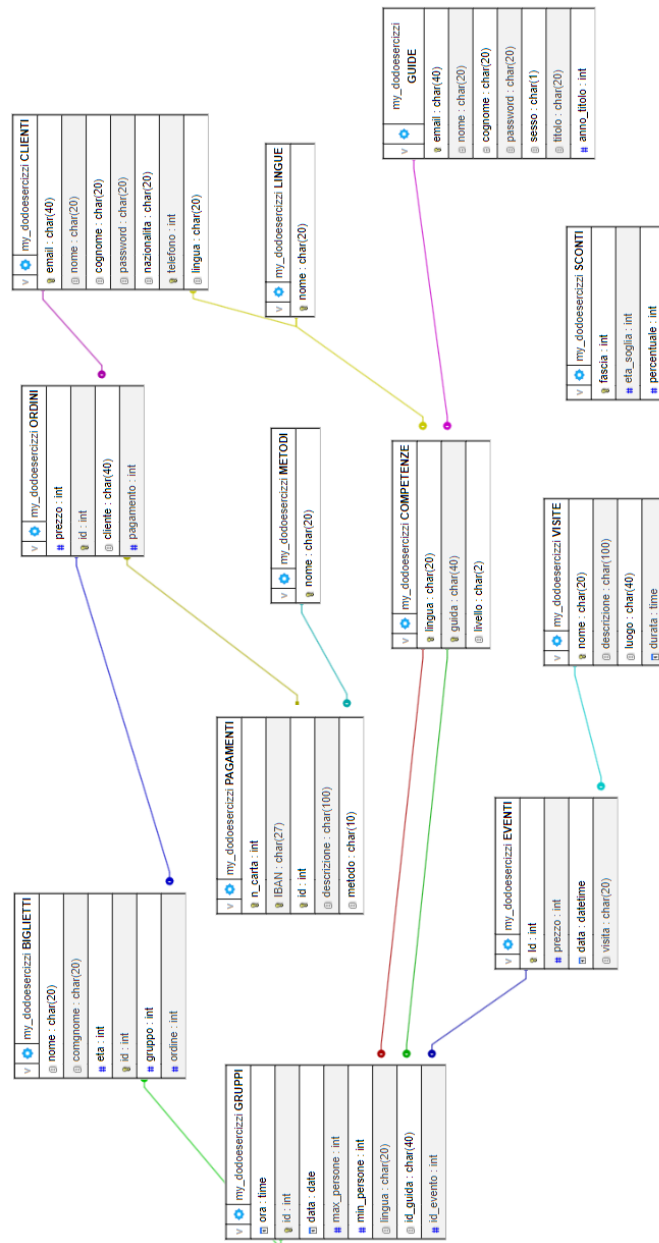 v my_dodoesercizzi BIGLIETTI
nome : char(20)
comgnome : char(20)
# eta : int
id : int
# gruppo : int
# ordine : int
v my_dodoesercizzi ORDINI
# prezzo : int
id : int
cliente : char(40)
# pagamento : int
v my_dodoesercizzi CLIENTI
email : char(40)
nome : char(20)
cognome : char(20)
password : char(20)
nazionalita : char(20)
telefono : int
lingua : char(20)
v my_dodoesercizzi GRUPPI
ora : time
id : int
data : date
# max_persone : int
# min_persone : int
lingua : char(20)
id_guida : char(40)
# id_evento : int
v my_dodoesercizzi PAGAMENTI
n_carta : int
IBAN : char(27)
id : int
descrizione : char(100)
metodo : char(10)
v my_dodoesercizzi METODI
nome : char(20)
v my_dodoesercizzi LINGUE
nome : char(20)
v my_dodoesercizzi COMPETENZE
lingua : char(20)
guida : char(40)
livello : char(2)
v my_dodoesercizzi GUIDE
email : char(40)
nome : char(20)
cognome : char(20)
password : char(20)
sesso : char(1)
titolo : char(20)
# anno_titolo : int
v my_dodoesercizzi EVENTI
Id : int
# prezzo : int
data : datetime
visita : char(20)
v my_dodoesercizzi VISITE
nome : char(20)
descrizione : char(100)
luogo : char(40)
durata : time
v my_dodoesercizzi SCONTI
fascia : int
# eta_soglia : int
# percentuale : int